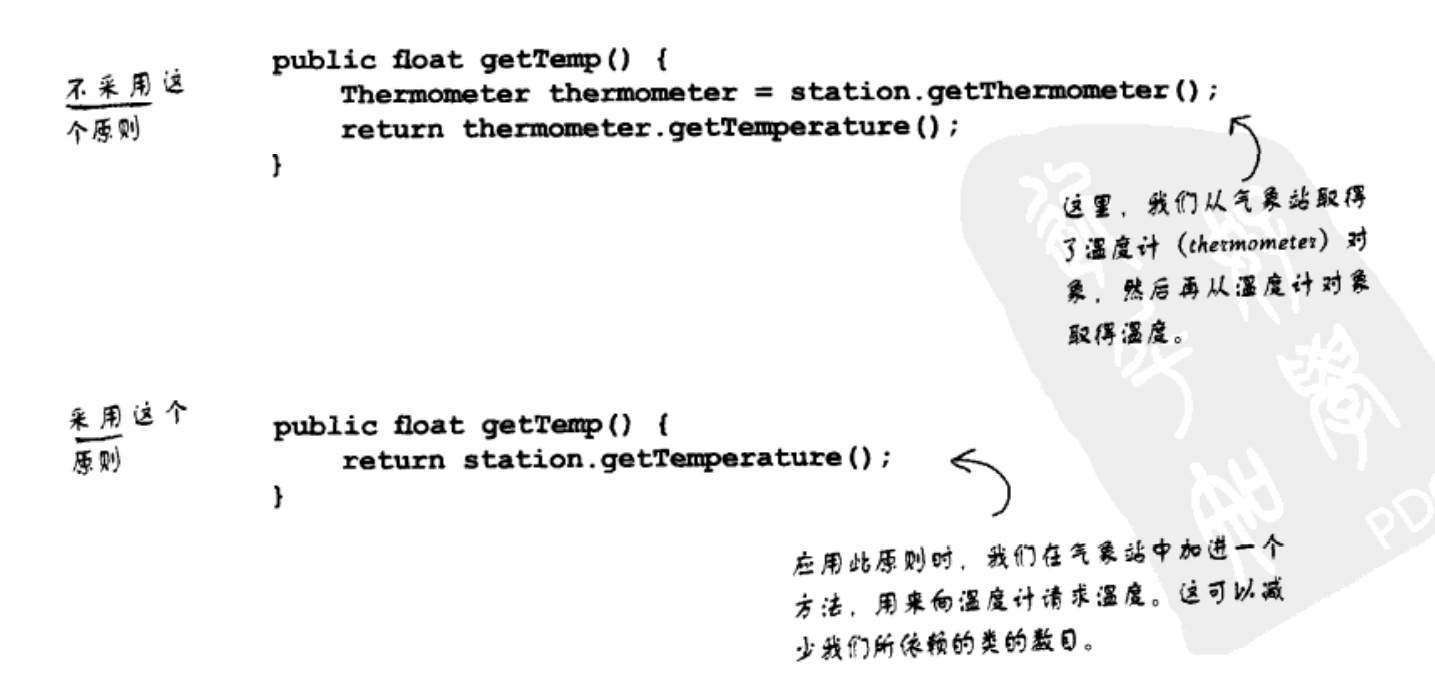 不采用这
个原则
public float getTemp() {
Thermometer thermometer = station.getThermometer();
return thermometer.getTemperature();
}
这里，我们从气象站取得
了温度计（thermometer）对
象，然后再从温度计对象
取得温度。
采用这个
原则
public float getTemp() {
return station.getTemperature();
}
应用此原则时，我们在气象站中加进一个
方法，用来向温度计请求温度。这可以减
少我们所依赖的类的数目。